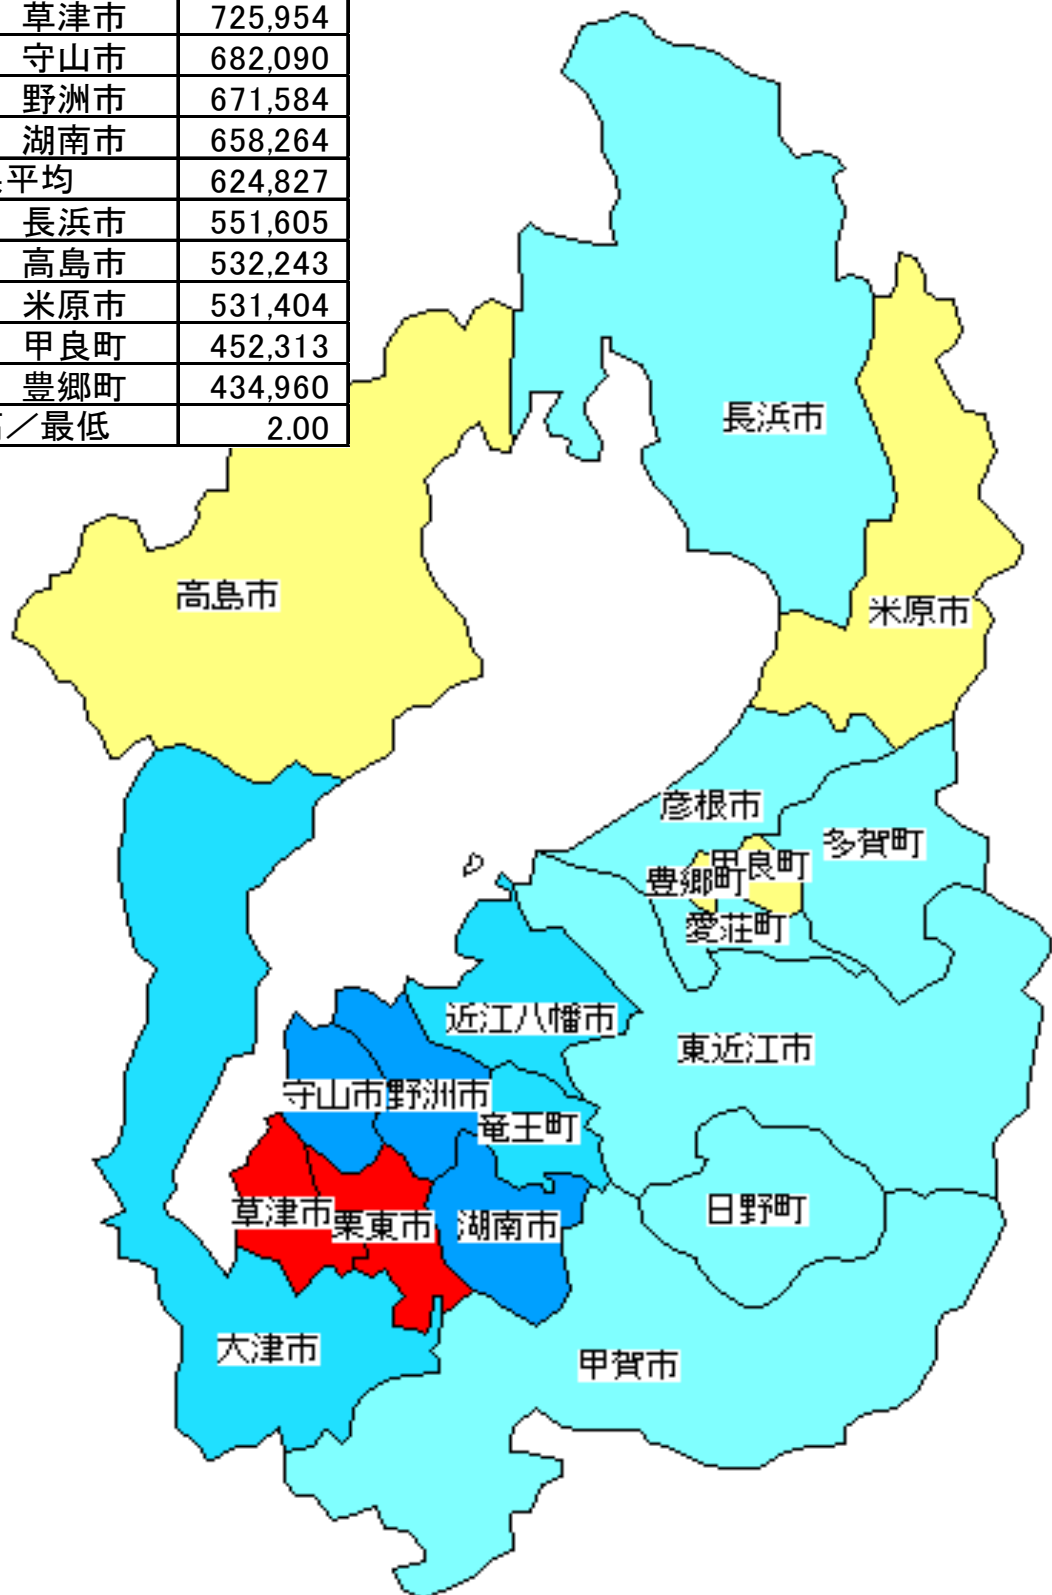 草津市 725,954
守山市 682,090
野洲市 671,584
湖南市 658,264
平均 624,827
長浜市 551,605
高島市 532,243
米原市 531,404
甲良町 452,313
豊郷町 434,960
／最低 2.00
長浜市
高島市
米原市
彦根市
多賀町
甲良町
豊郷町
愛荘町
近江八幡市
東近江市
守山市
野洲市
竜王町
草津市
栗東市
湖南市
日野町
大津市
甲賀市